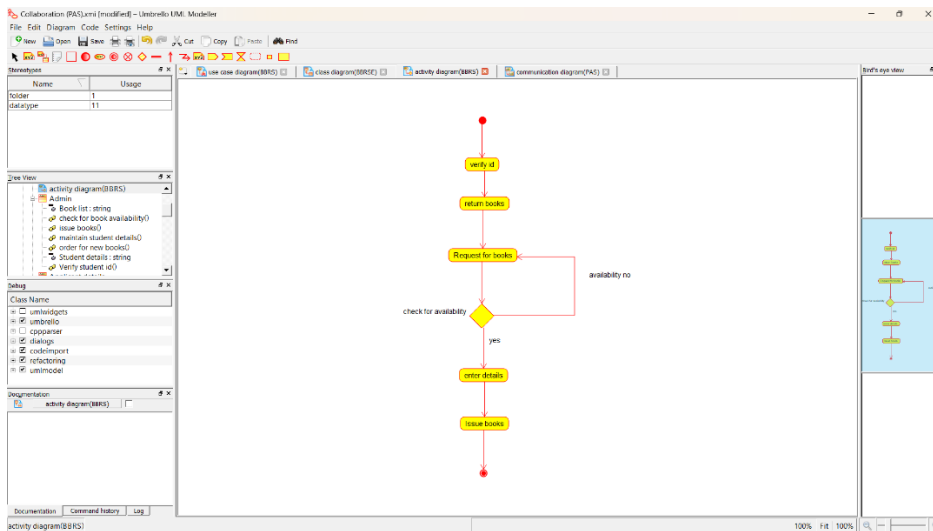 Collaboration (PAS).xmi [modified] – Umbrello UML Modeller
File Edit Diagram Code Settings Help
New Open Save Cut Copy Paste Find
Stereotypes
Name Usage
folder 1
datatype 11
use case diagram(BBRS) class diagram(BBRSE) activity diagram(BBRS) communication diagram(PAS)
Bird's eye view
Tree View
activity diagram(BBRS)
Admin
Book list : string
check for book availability()
issue books()
maintain student details()
order for new books()
Student details : string
Verify student id()
Debug
Class Name
umlwidgets
umbrello
cppparser
dialogs
codeimport
refactoring
umlmodel
Documentation
activity diagram(BBRS)
verify id
return books
Request for books
availability no
check for availability
yes
enter details
Issue books
Documentation Command history Log
activity diagram(BBRS)
100% Fit 100%